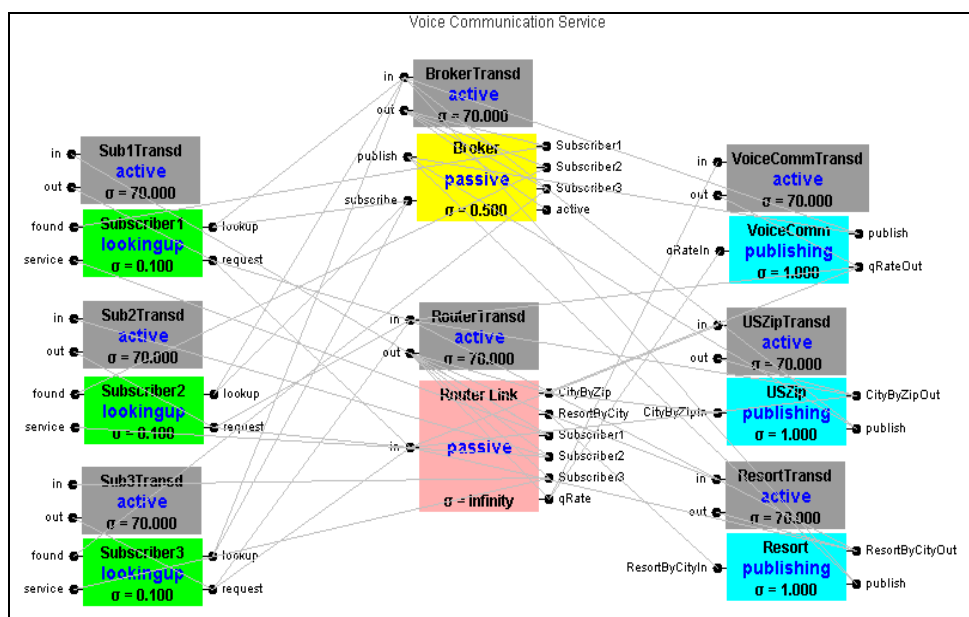 Voice Communication Service
in
BrokerTransd
active
out
σ = 70.000
publish
Broker
Subscriber1
Subscriber2
passive
Subscriber3
subscribe
σ = 0.500
active
in
Sub1Transd
active
out
σ = 70.000
found
Subscriber1
lookup
lookingup
service
request
σ = 0.100
in
VoiceCommTransd
active
out
σ = 70.000
VoiceComm
publish
qRateIn
publishing
qRateOut
σ = 1.000
in
Sub2Transd
active
out
σ = 70.000
found
Subscriber2
lookup
lookingup
service
request
σ = 0.100
in
RouterTransd
active
out
σ = 70.000
Router Link
CityByZip
ResortByCity
Subscriber1
in
passive
Subscriber2
Subscriber3
σ = infinity
qRate
in
USZipTransd
active
out
σ = 70.000
USZip
CityByZipOut
CityByZipIn
publishing
σ = 1.000
publish
in
Sub3Transd
active
out
σ = 70.000
found
Subscriber3
lookup
lookingup
service
request
σ = 0.100
in
ResortTransd
active
out
σ = 70.000
Resort
ResortByCityOut
ResortByCityIn
publishing
σ = 1.000
publish